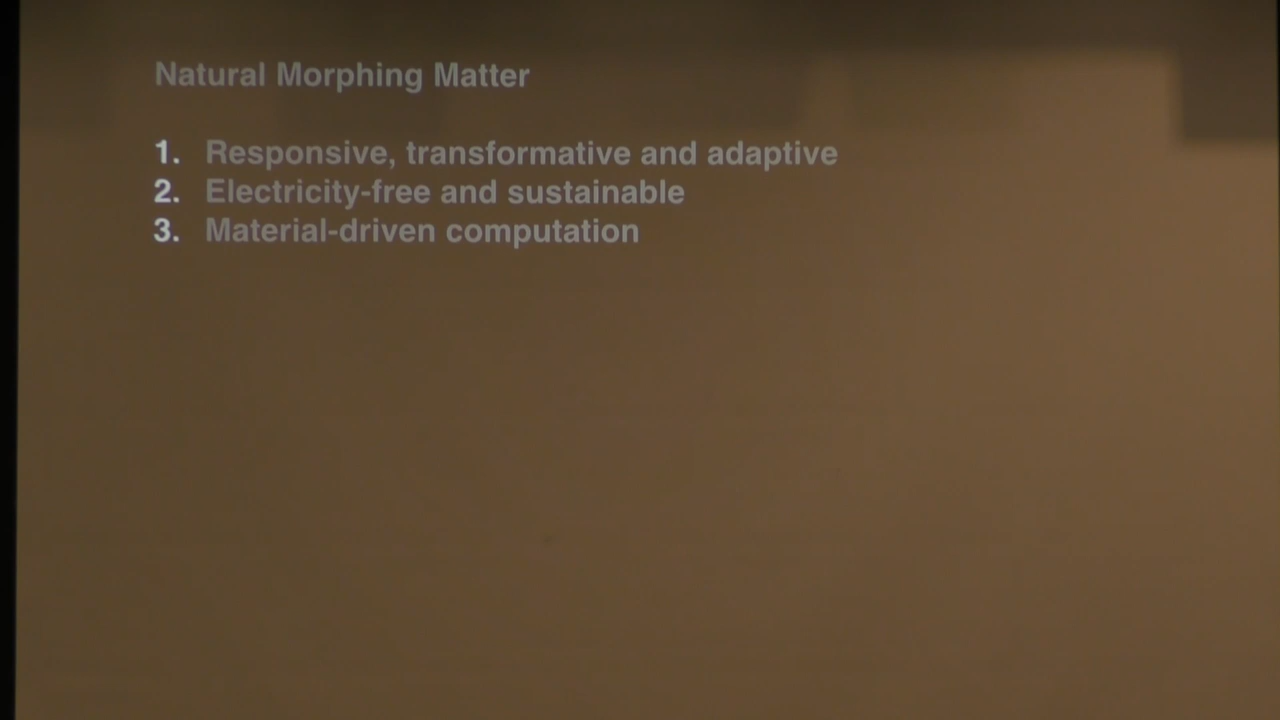 Natural Morphing Matter
1. Responsive, transformative and adaptive
2. Electricity-free and sustainable
3. Material-driven computation